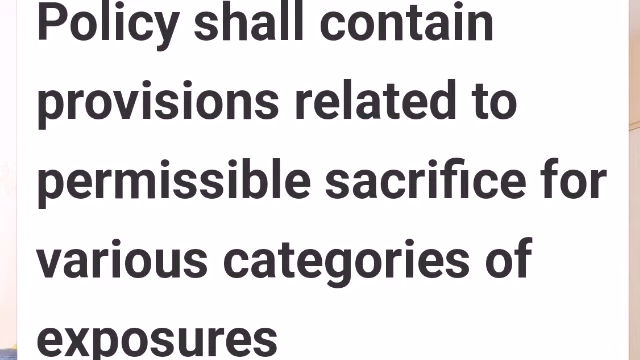 Policy shall contain
provisions related to
permissible sacrifice for
various categories of
exposures